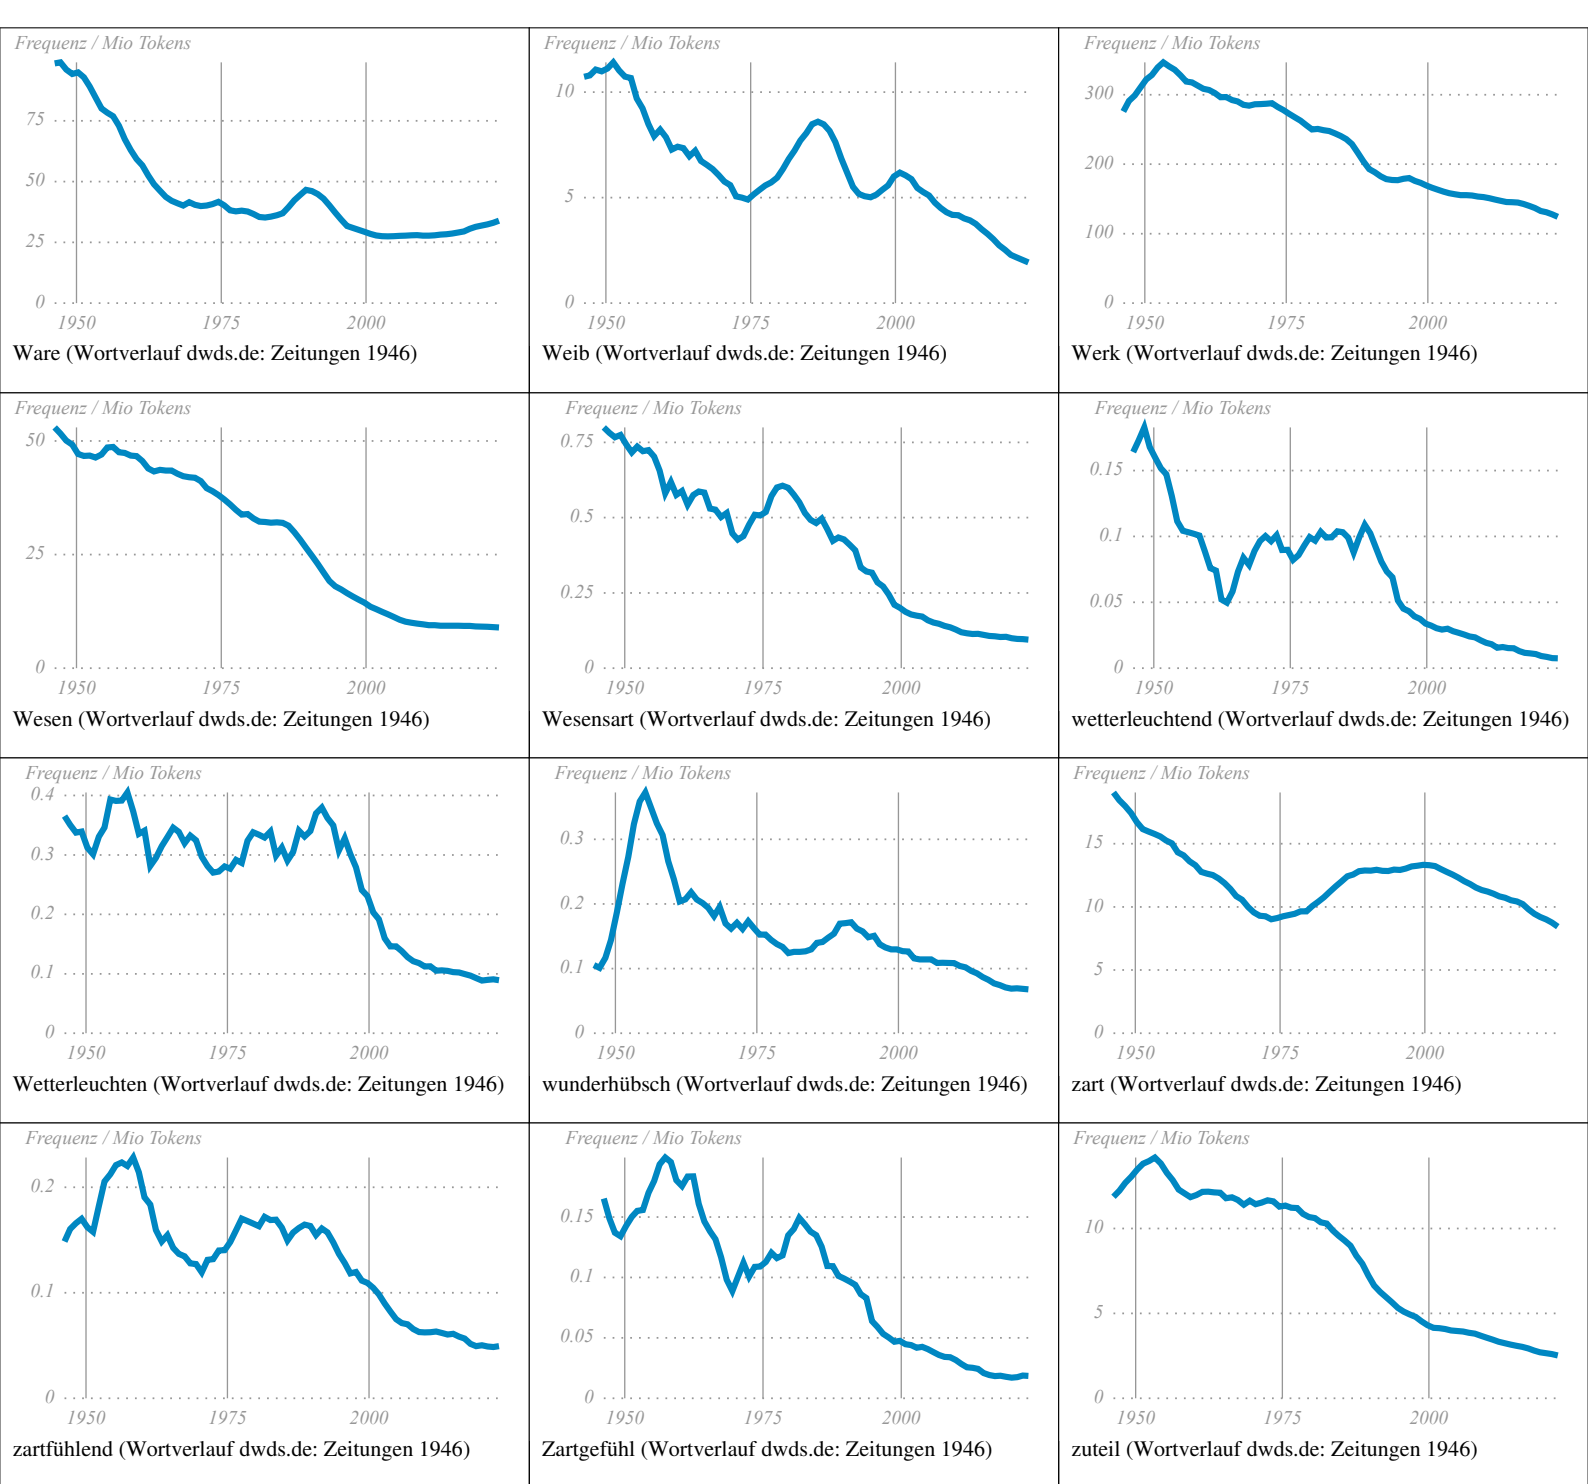 Frequenz / Mio Tokens
75
50
25
0
1950 1975 2000
Ware (Wortverlauf dwds.de: Zeitungen 1946)
Frequenz / Mio Tokens
10
5
0
1950 1975 2000
Weib (Wortverlauf dwds.de: Zeitungen 1946)
Frequenz / Mio Tokens
300
200
100
0
1950 1975 2000
Werk (Wortverlauf dwds.de: Zeitungen 1946)
Frequenz / Mio Tokens
50
25
0
1950 1975 2000
Wesen (Wortverlauf dwds.de: Zeitungen 1946)
Frequenz / Mio Tokens
0.75
0.5
0.25
0
1950 1975 2000
Wesensart (Wortverlauf dwds.de: Zeitungen 1946)
Frequenz / Mio Tokens
0.15
0.1
0.05
0
1950 1975 2000
wetterleuchtend (Wortverlauf dwds.de: Zeitungen 1946)
Frequenz / Mio Tokens
0.4
0.3
0.2
0.1
0
1950 1975 2000
Wetterleuchten (Wortverlauf dwds.de: Zeitungen 1946)
Frequenz / Mio Tokens
0.3
0.2
0.1
0
1950 1975 2000
wunderhübsch (Wortverlauf dwds.de: Zeitungen 1946)
Frequenz / Mio Tokens
15
10
5
0
1950 1975 2000
zart (Wortverlauf dwds.de: Zeitungen 1946)
Frequenz / Mio Tokens
0.2
0.1
0
1950 1975 2000
zartfühlend (Wortverlauf dwds.de: Zeitungen 1946)
Frequenz / Mio Tokens
0.15
0.1
0.05
0
1950 1975 2000
Zartgefühl (Wortverlauf dwds.de: Zeitungen 1946)
Frequenz / Mio Tokens
10
5
0
1950 1975 2000
zuteil (Wortverlauf dwds.de: Zeitungen 1946)